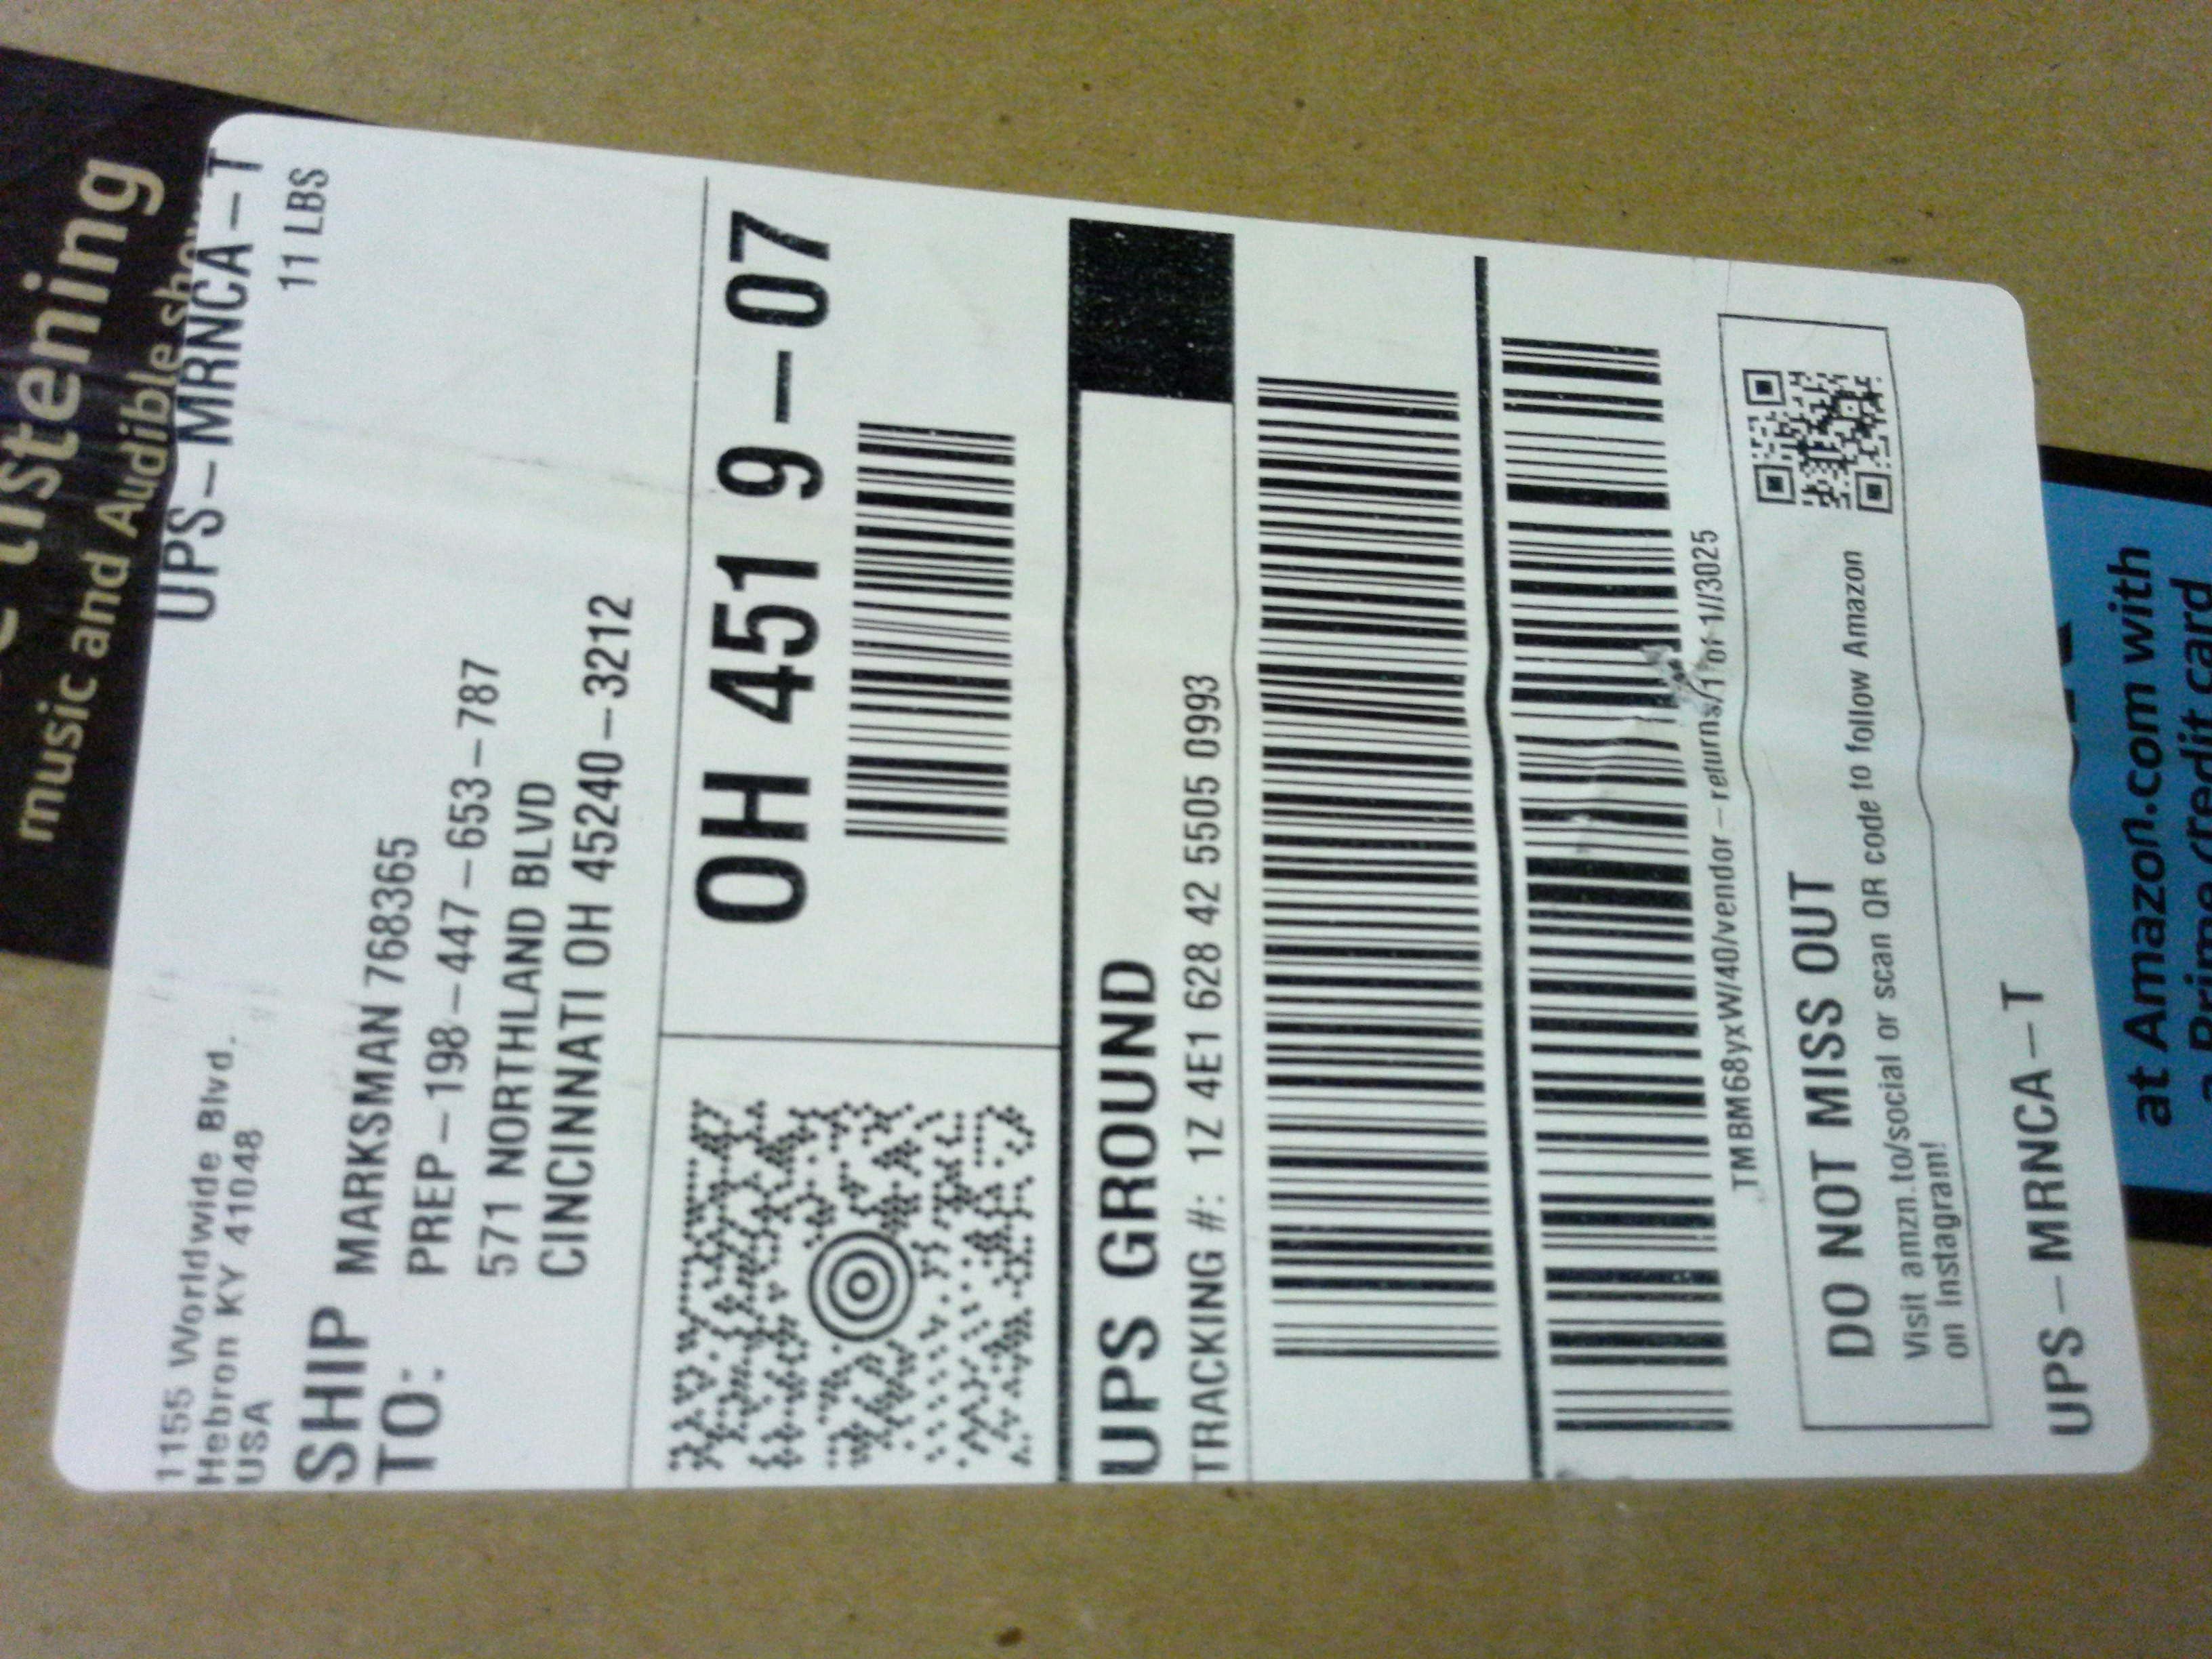 listening
music and Audible
UPS-MRNCA-T
11 LBS
1155 Worldwide Blvd.
Hebron KY 41048
USA
SHIP TO:
MARKSMAN 768365
PREP-198-447-653-787
571 NORTHLAND BLVD
CINCINNATI OH 45240-3212
OH 451 9-07
UPS GROUND
TRACKING #: 1Z 4E1 628 42 5505 0993
TMBM68yxW/40/vendor-returns/1 of 1//3025
DO NOT MISS OUT
Visit amzn.to/social or scan QR code to follow Amazon
on Instagram!
UPS-MRNCA-T
at Amazon.com with
a Prime credit card